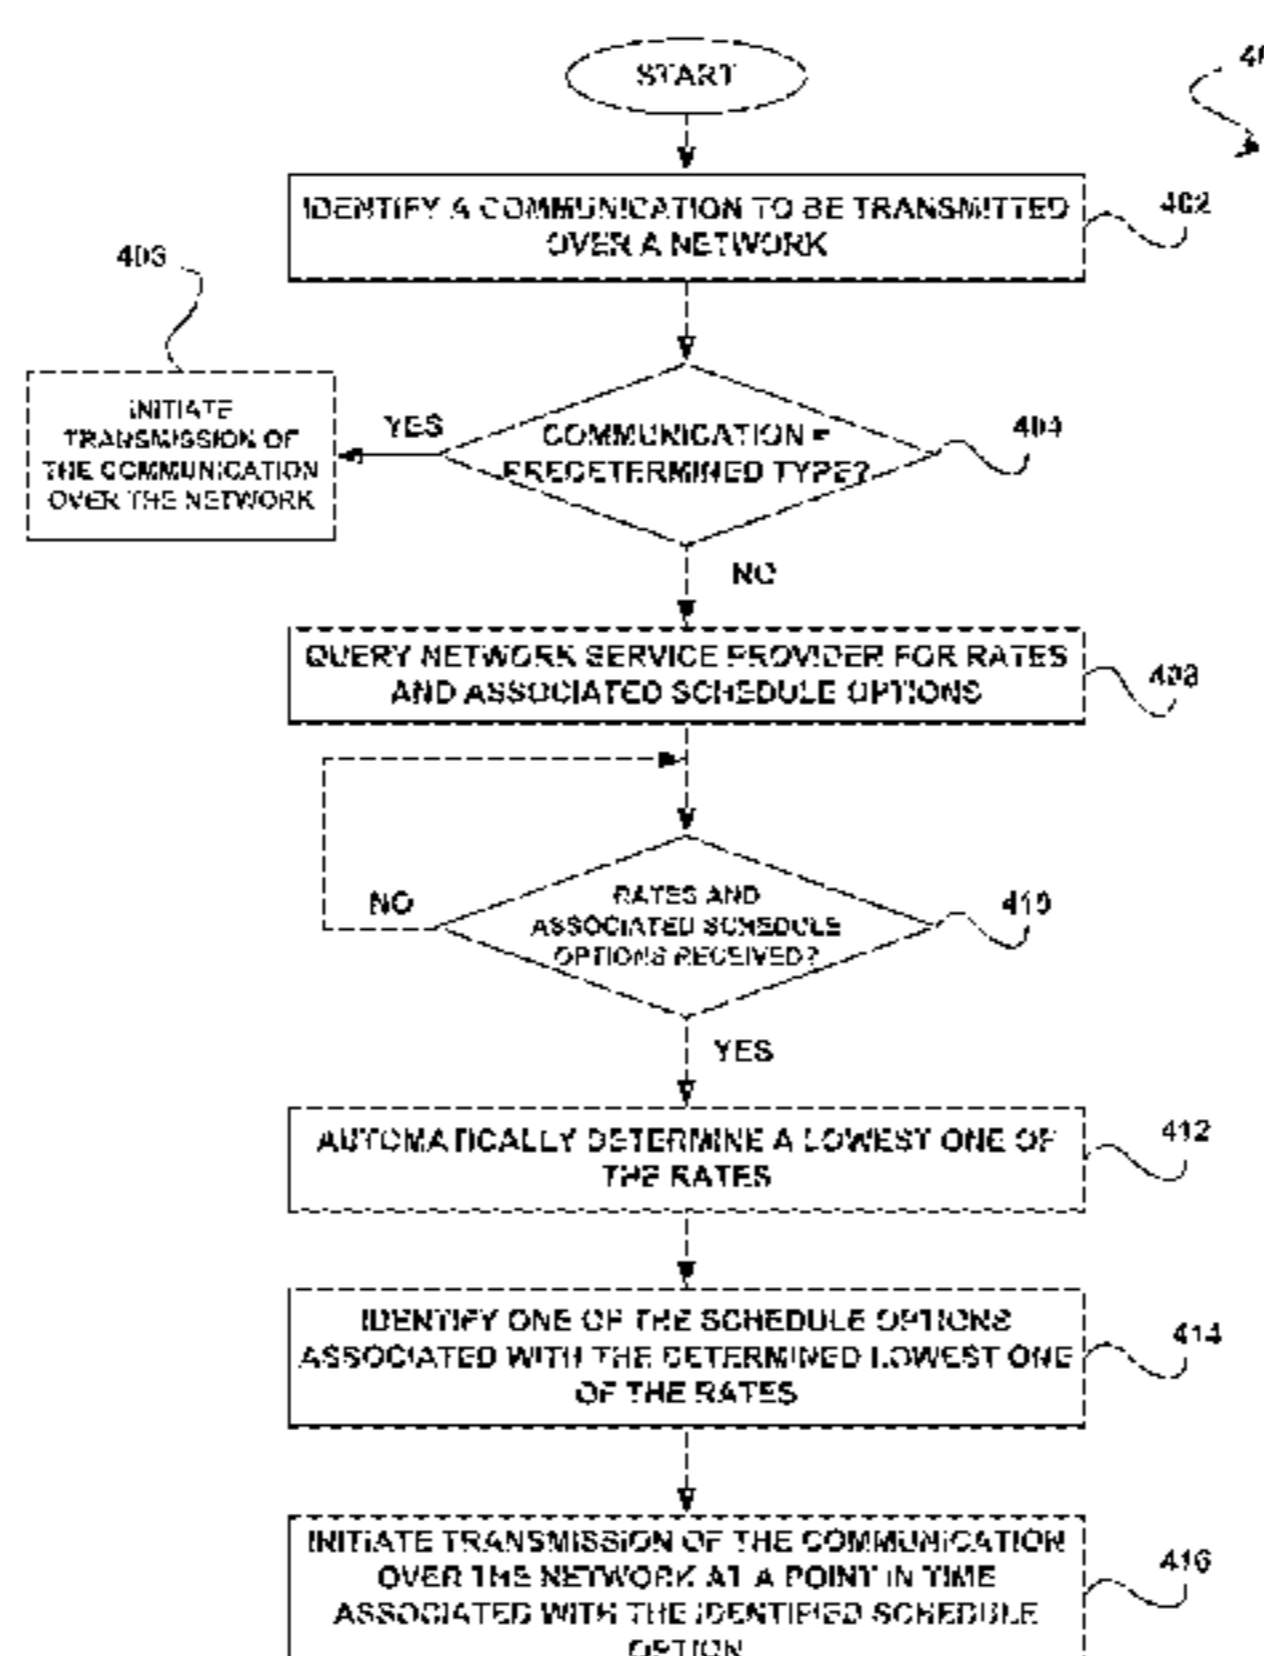 START
IDENTIFY A COMMUNICATION TO BE TRANSMITTED
OVER A NETWORK
402
INITIATE
TRANSMISSION OF
THE COMMUNICATION
OVER THE NETWORK
YES
COMMUNICATION =
PREDETERMINED TYPE?
404
NO
QUERY NETWORK SERVICE PROVIDER FOR RATES
AND ASSOCIATED SCHEDULE OPTIONS
NO
RATES AND
ASSOCIATED SCHEDULE
OPTIONS RECEIVED?
410
YES
AUTOMATICALLY DETERMINE A LOWEST ONE OF
THE RATES
412
IDENTIFY ONE OF THE SCHEDULE OPTIONS
ASSOCIATED WITH THE DETERMINED LOWEST ONE
OF THE RATES
414
INITIATE TRANSMISSION OF THE COMMUNICATION
OVER THE NETWORK AT A POINT IN TIME
ASSOCIATED WITH THE IDENTIFIED SCHEDULE
OPTION
416